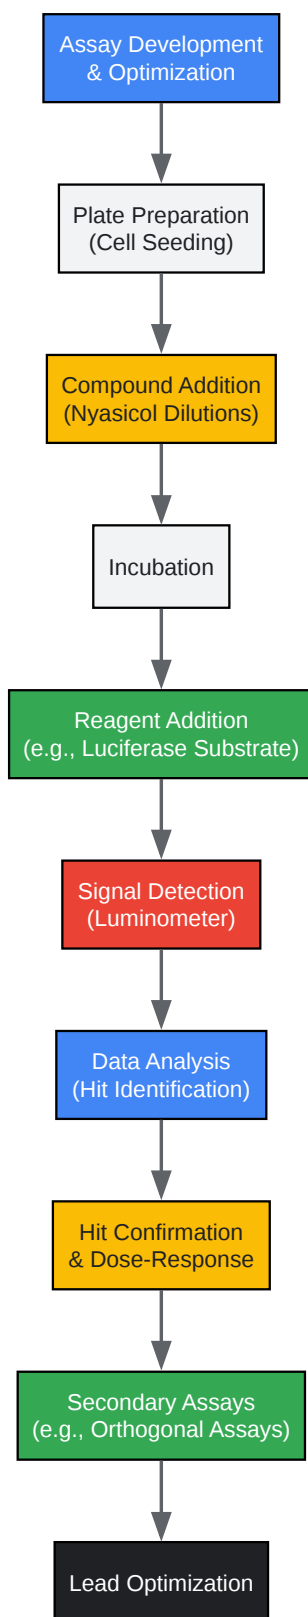 Assay Development
& Optimization
Plate Preparation
(Cell Seeding)
Compound Addition
(Nyasicol Dilutions)
Incubation
Reagent Addition
(e.g., Luciferase Substrate)
Signal Detection
(Luminometer)
Data Analysis
(Hit Identification)
Hit Confirmation
& Dose-Response
Secondary Assays
(e.g., Orthogonal Assays)
Lead Optimization